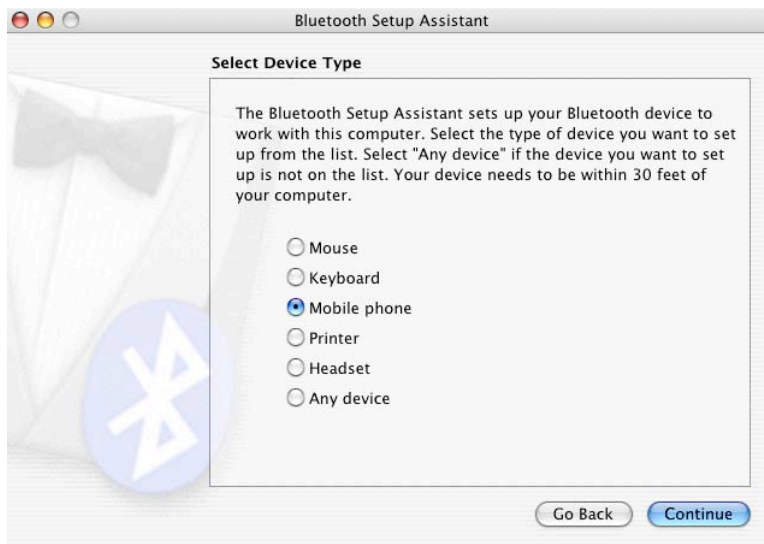 Bluetooth Setup Assistant
Select Device Type
The Bluetooth Setup Assistant sets up your Bluetooth device to
work with this computer. Select the type of device you want to set
up from the list. Select "Any device" if the device you want to set
up is not on the list. Your device needs to be within 30 feet of
your computer.
Mouse
Keyboard
Mobile phone
Printer
Headset
Any device
Go Back
Continue